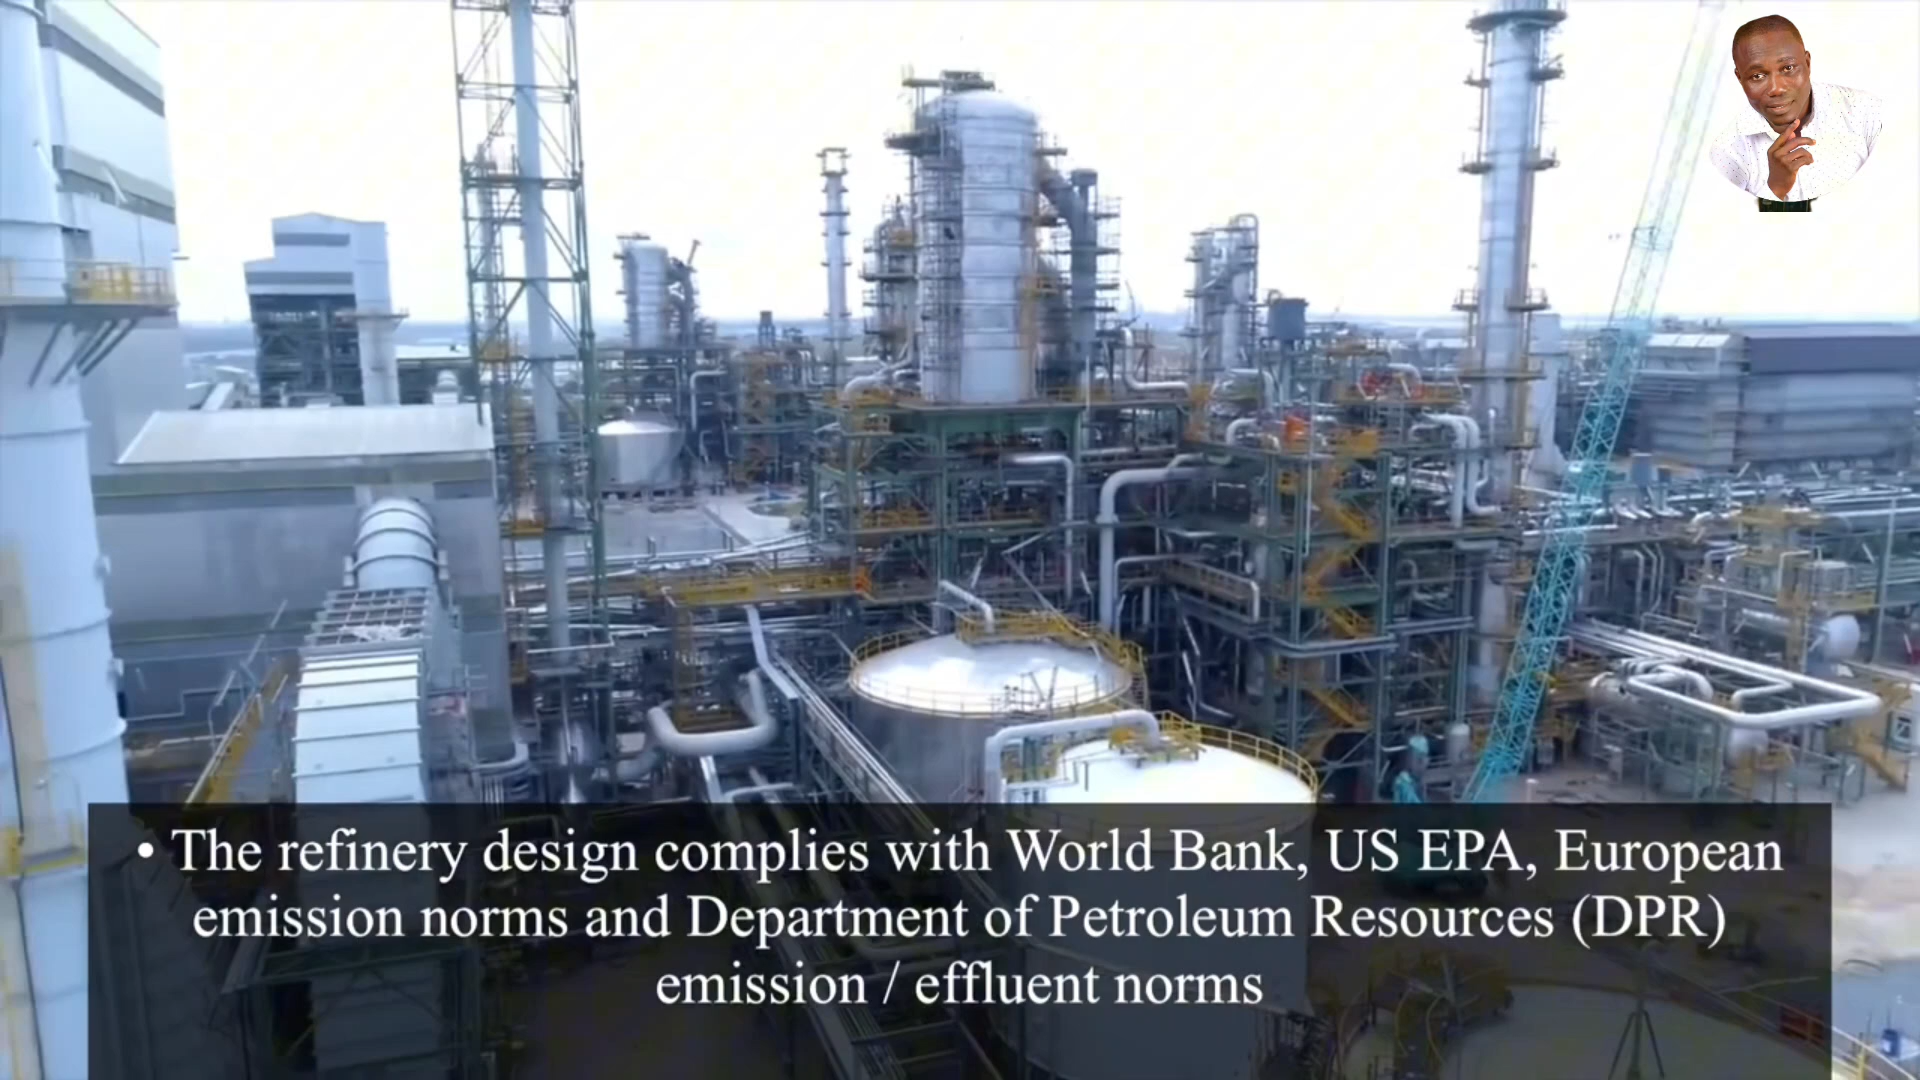 • The refinery design complies with World Bank, US EPA, European
emission norms and Department of Petroleum Resources (DPR)
emission / effluent norms